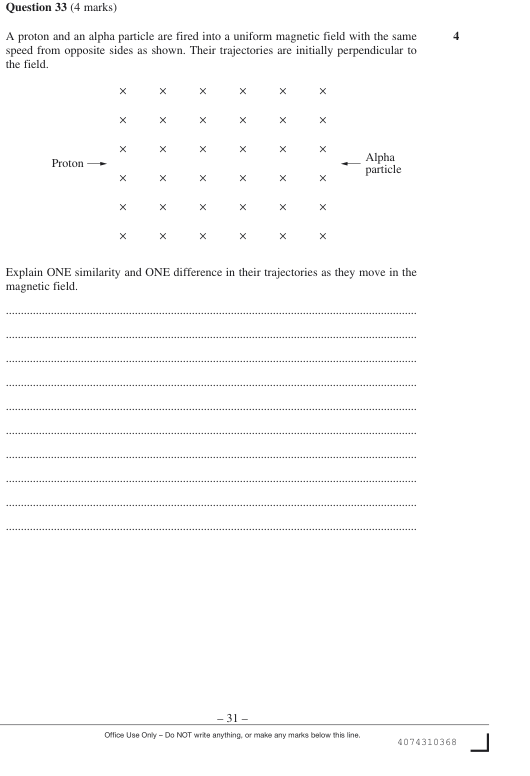 Question 33 (4 marks)
A proton and an alpha particle are fired into a uniform magnetic field with the same 4
speed from opposite sides as shown. Their trajectories are initially perpendicular to
the field.
× × × × × ×
× × × × × ×
× × × × × ×
Proton
Alpha
particle
× × × × × ×
× × × × × ×
× × × × × ×
Explain ONE similarity and ONE difference in their trajectories as they move in the
magnetic field.
– 31 –
Office Use Only – Do NOT write anything, or make any marks below this line.
4074310368